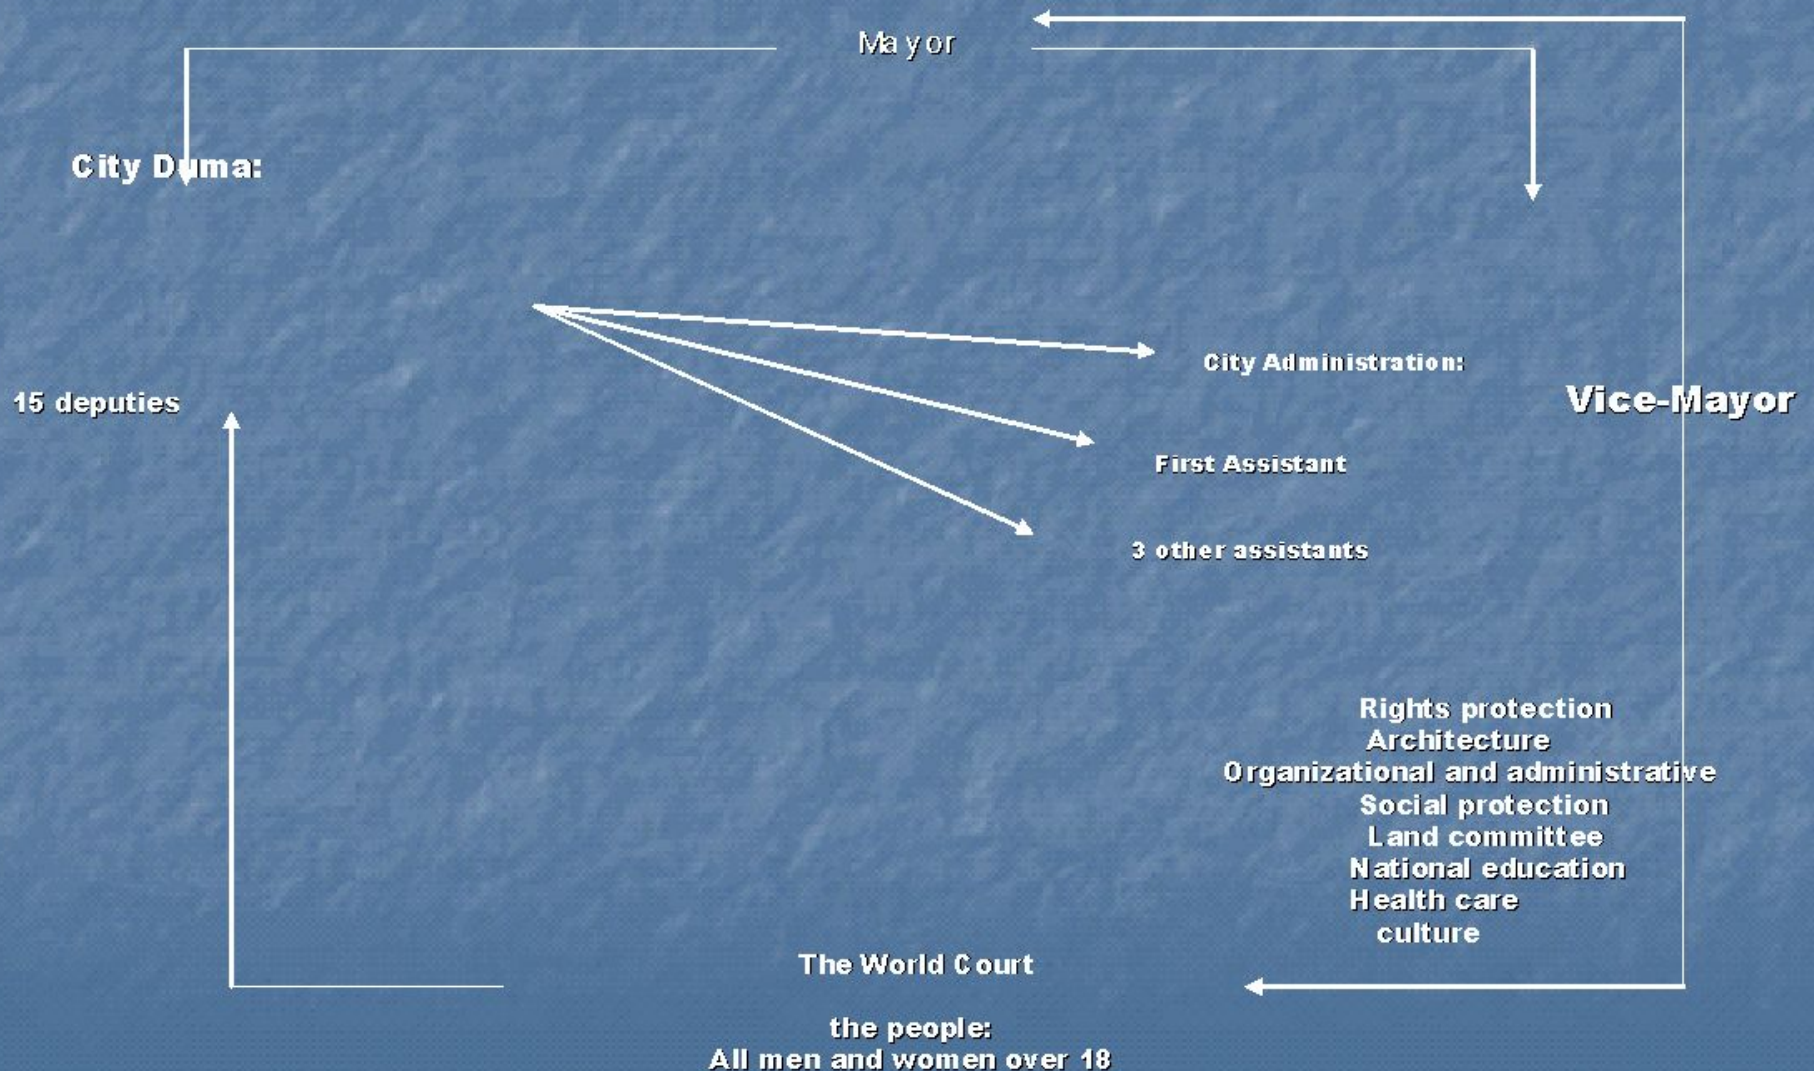 Mayor
City Duma:
City Administration:
15 deputies
Vice-Mayor
First Assistant
3 other assistants
Rights protection
Architecture
Organizational and administrative
Social protection
Land committee
National education
Health care
culture
The World Court
the people:
All men and women over 18